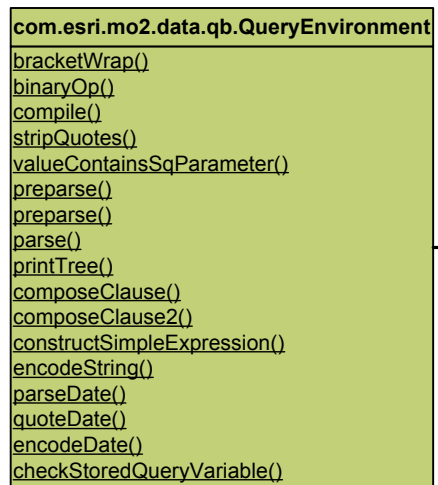 com.esri.mo2.data.qb.QueryEnvironment
bracketWrap()
binaryOp()
compile()
stripQuotes()
valueContainsSqParameter()
preparse()
preparse()
parse()
printTree()
composeClause()
composeClause2()
constructSimpleExpression()
encodeString()
parseDate()
quoteDate()
encodeDate()
checkStoredQueryVariable()